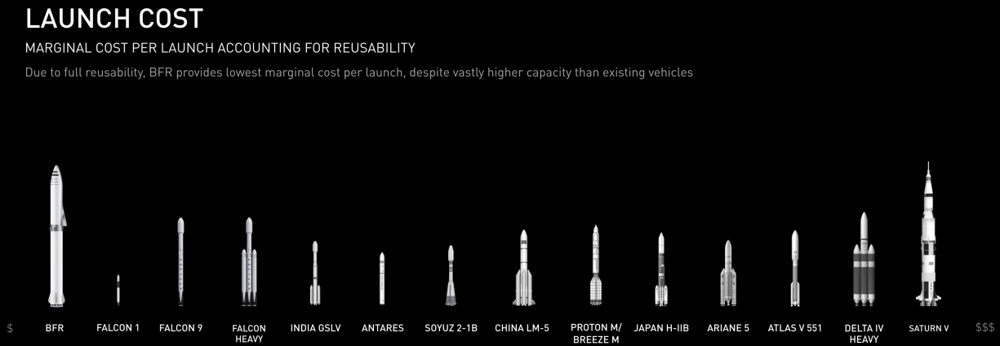 LAUNCH COST
MARGINAL COST PER LAUNCH ACCOUNTING FOR REUSABILITY
Due to full reusability, BFR provides lowest marginal cost per launch, despite vastly higher capacity than existing vehicles
$ BFR FALCON 1 FALCON 9 FALCON HEAVY INDIA GSLV ANTARES SOYUZ 2-1B CHINA LM-5 PROTON M/ BREEZE M JAPAN H-IIB ARIANE 5 ATLAS V 551 DELTA IV HEAVY SATURN V $$$